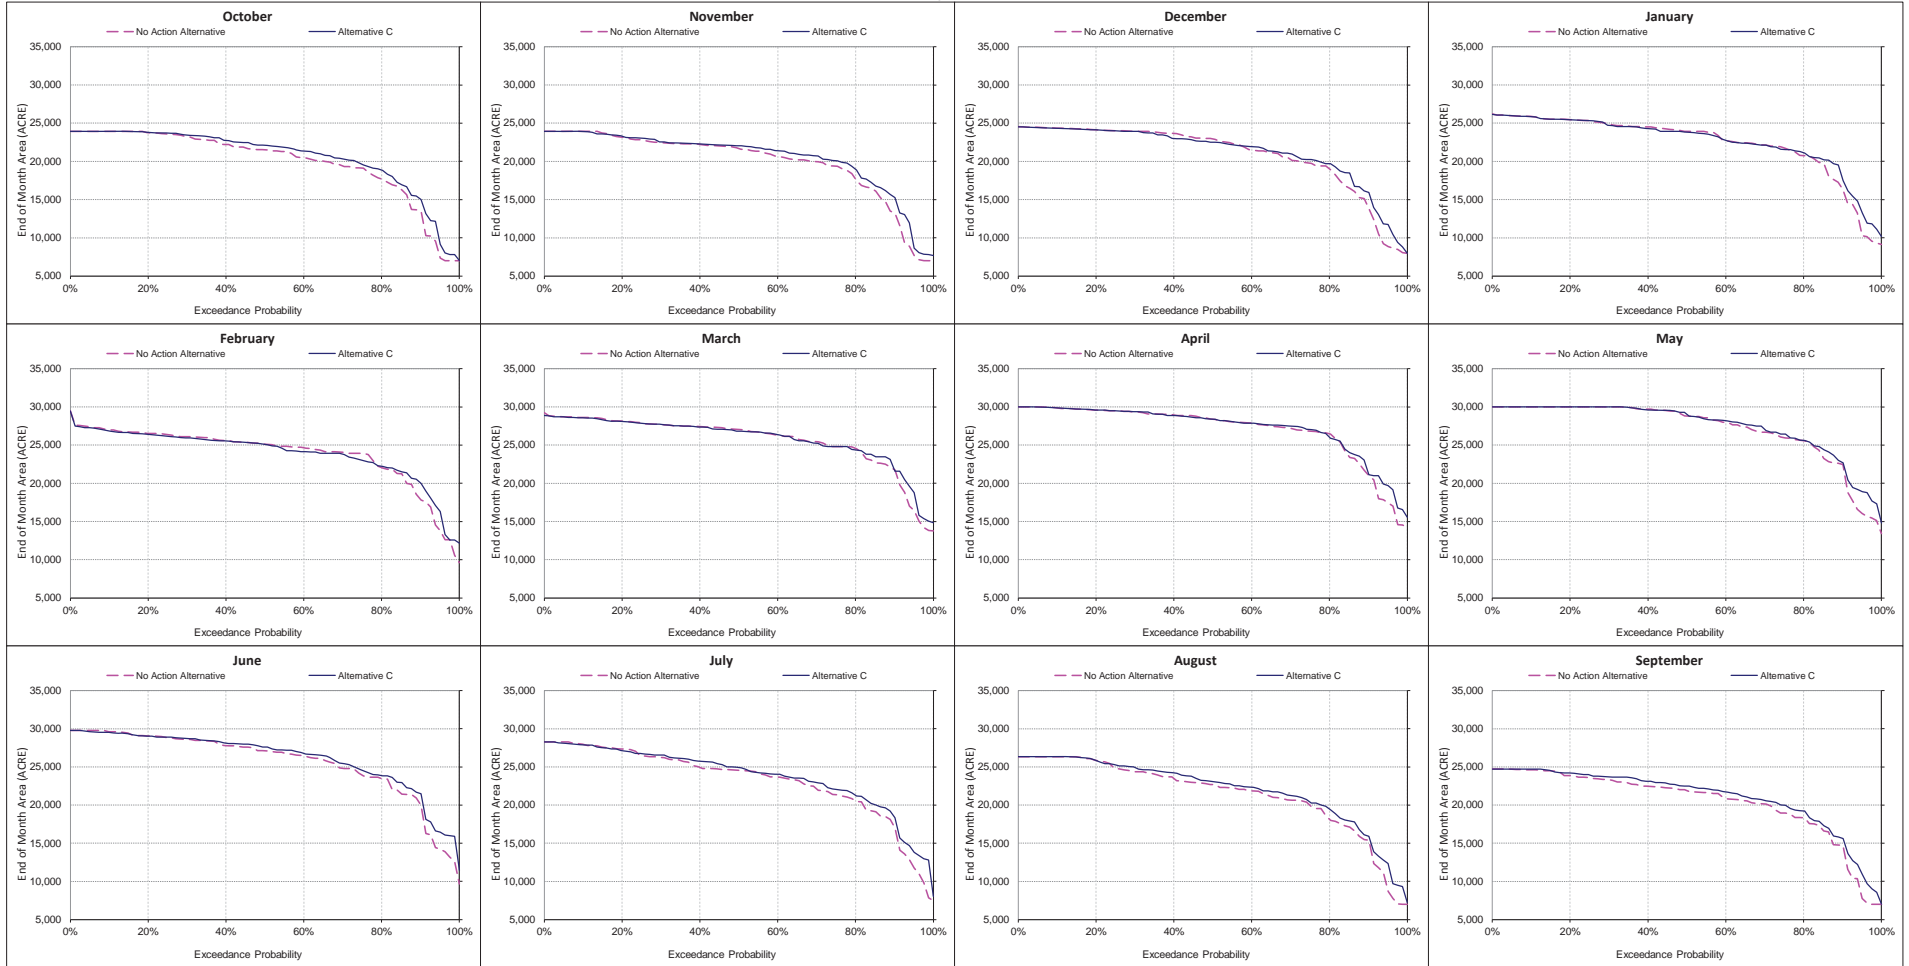 October
No Action Alternative Alternative C
35,000
30,000
25,000
20,000
15,000
10,000
5,000
0% 20% 40% 60% 80% 100%
End of Month Area (ACRE)
Exceedance Probability
November
No Action Alternative Alternative C
35,000
30,000
25,000
20,000
15,000
10,000
5,000
0% 20% 40% 60% 80% 100%
End of Month Area (ACRE)
Exceedance Probability
December
No Action Alternative Alternative C
35,000
30,000
25,000
20,000
15,000
10,000
5,000
0% 20% 40% 60% 80% 100%
End of Month Area (ACRE)
Exceedance Probability
January
No Action Alternative Alternative C
35,000
30,000
25,000
20,000
15,000
10,000
5,000
0% 20% 40% 60% 80% 100%
End of Month Area (ACRE)
Exceedance Probability
February
No Action Alternative Alternative C
35,000
30,000
25,000
20,000
15,000
10,000
5,000
0% 20% 40% 60% 80% 100%
End of Month Area (ACRE)
Exceedance Probability
March
No Action Alternative Alternative C
35,000
30,000
25,000
20,000
15,000
10,000
5,000
0% 20% 40% 60% 80% 100%
End of Month Area (ACRE)
Exceedance Probability
April
No Action Alternative Alternative C
35,000
30,000
25,000
20,000
15,000
10,000
5,000
0% 20% 40% 60% 80% 100%
End of Month Area (ACRE)
Exceedance Probability
May
No Action Alternative Alternative C
35,000
30,000
25,000
20,000
15,000
10,000
5,000
0% 20% 40% 60% 80% 100%
End of Month Area (ACRE)
Exceedance Probability
June
No Action Alternative Alternative C
35,000
30,000
25,000
20,000
15,000
10,000
5,000
0% 20% 40% 60% 80% 100%
End of Month Area (ACRE)
Exceedance Probability
July
No Action Alternative Alternative C
35,000
30,000
25,000
20,000
15,000
10,000
5,000
0% 20% 40% 60% 80% 100%
End of Month Area (ACRE)
Exceedance Probability
August
No Action Alternative Alternative C
35,000
30,000
25,000
20,000
15,000
10,000
5,000
0% 20% 40% 60% 80% 100%
End of Month Area (ACRE)
Exceedance Probability
September
No Action Alternative Alternative C
35,000
30,000
25,000
20,000
15,000
10,000
5,000
0% 20% 40% 60% 80% 100%
End of Month Area (ACRE)
Exceedance Probability